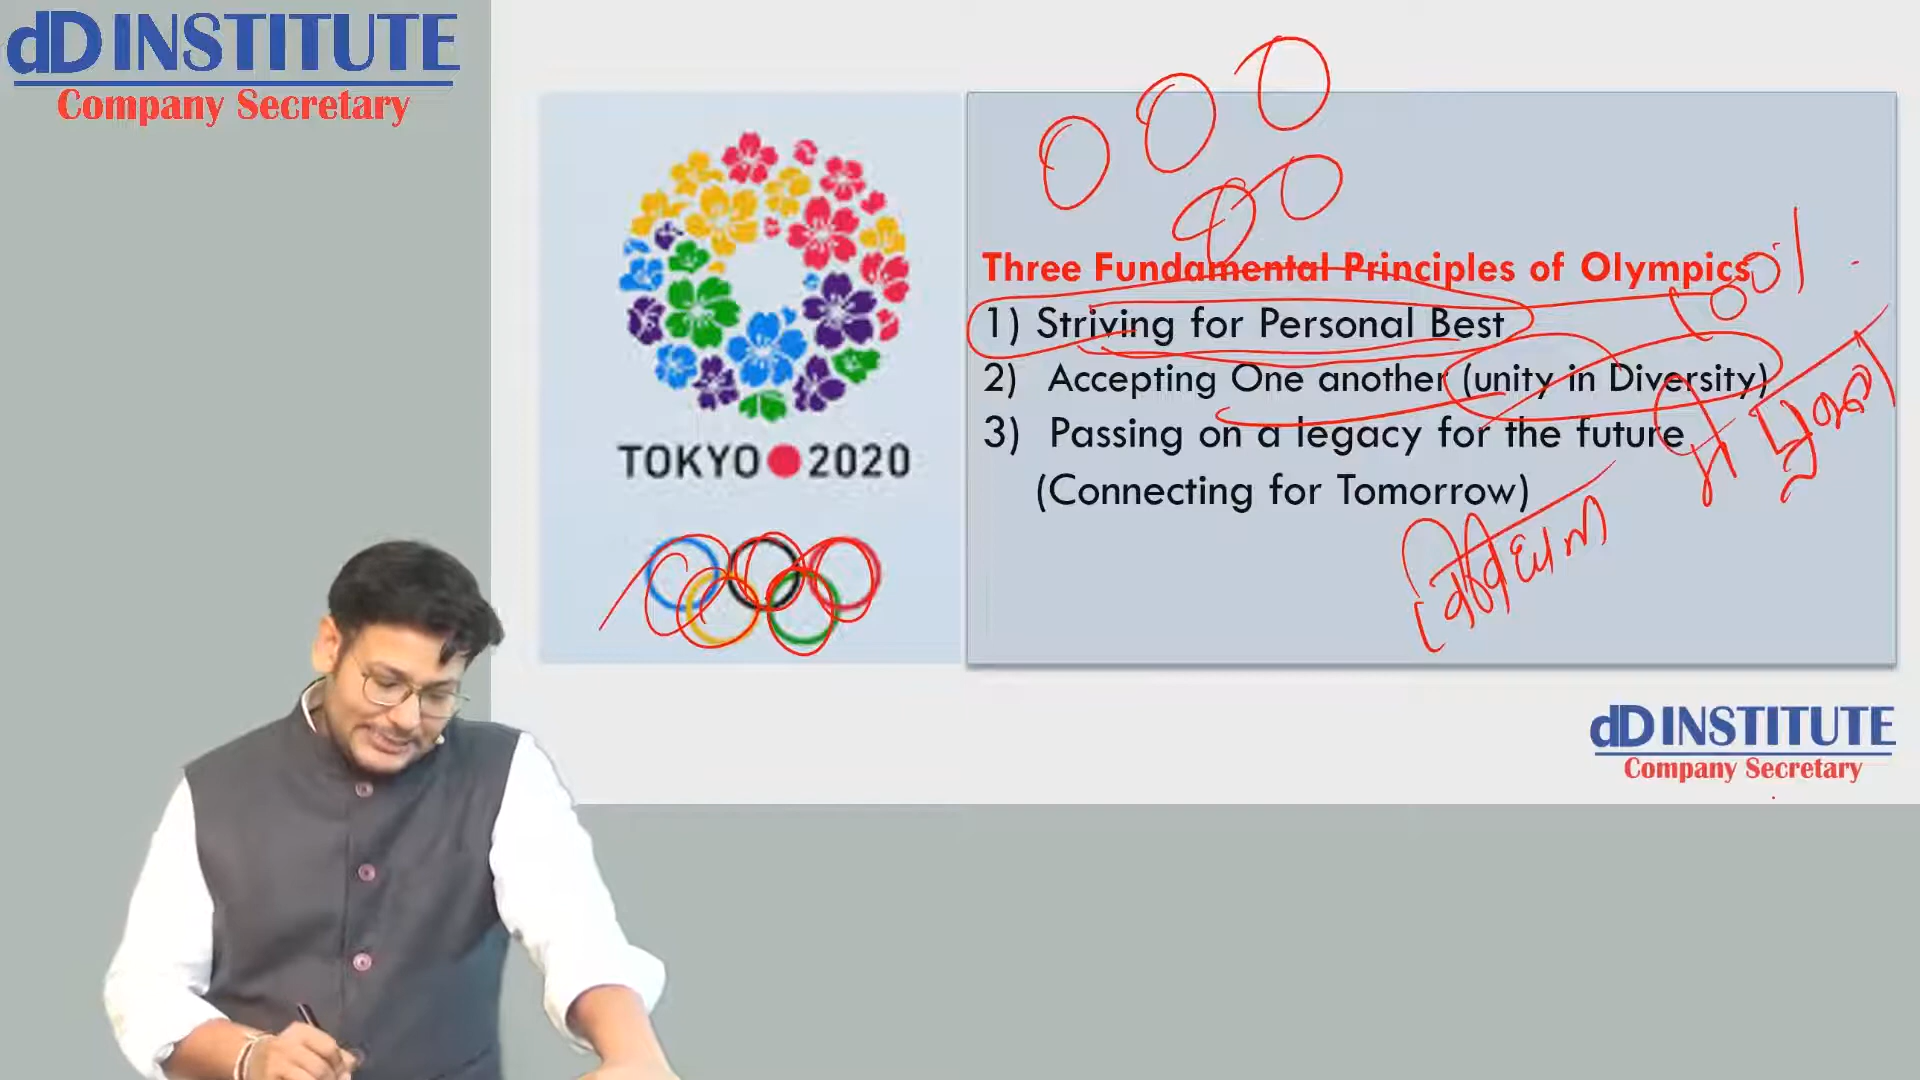 dD INSTITUTE
Company Secretary
TOKYO 2020
Three Fundamental Principles of Olympics
1) Striving for Personal Best
2) Accepting One another (unity in Diversity)
3) Passing on a legacy for the future
(Connecting for Tomorrow)
dD INSTITUTE
Company Secretary